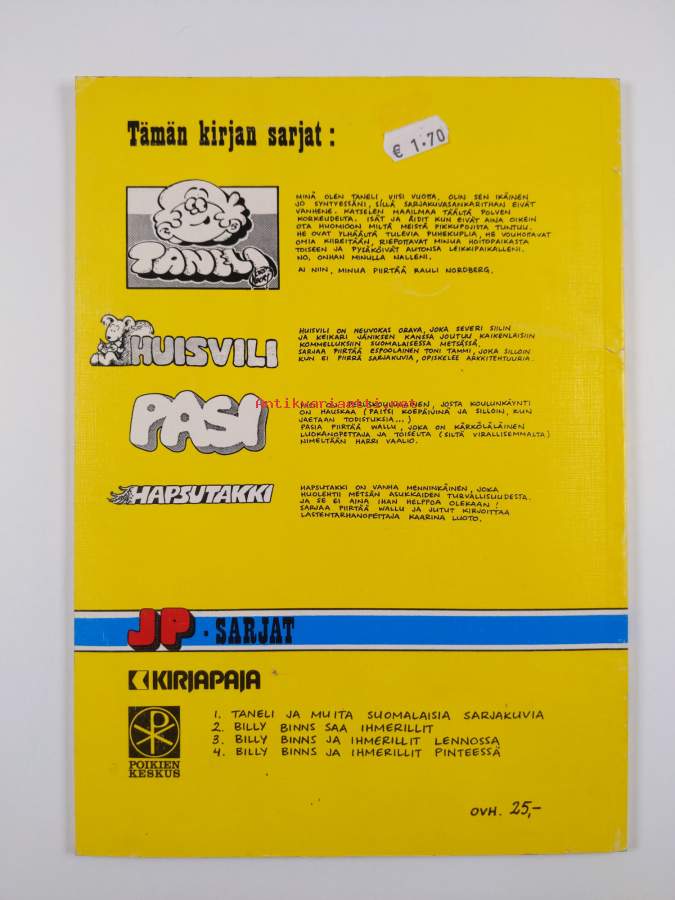 Tämän kirjan sarjat :
€ 1.70
TANELI
MINÄ OLEN TANELI, VIISI VUOTTA, OLIN SEN IKÄINEN
JO SYNTYESSÄNI, SILLÄ SARJAKUVASANKARITHAN EIVÄT
VANHENE. KATSELEN MAAILMAA TÄÄLTÄ POLVEN
KORKEUDELTA. ISÄT JA ÄIDIT KUN EIVÄT AINA OIKEIN
OTA HUOMIOON MILTÄ MEISTÄ PIKKUPOJISTA TUNTUU.
HE OVAT YLHÄÄLTÄ TULEVIA PUHEKUPLIA, HE VOUHOTTAVAT
OMIA KIIREITÄÄN, RIEPOTTAVAT MINUA HOITOPAIKASTA
TOISEEN JA PYSÄKÖIVÄT AUTONSA LEIKKIPAIKALLENI.
NO, ONHAN MINULLA NALLENI.
AI NIIN, MINUA PIIRTÄÄ RAULI NORDBERG.
HUISVILI
HUISVILI ON NEUVOKAS ORAVA, JOKA SEVERI SIILIN
JA KEIKARI JÄNIKSEN KANSSA JOUTUU KAIKENLAISIIN
KOMMELLUKSIIN SUOMALAISESSA METSÄSSÄ.
SARJAA PIIRTÄÄ ESPOOLAINEN TONI TAMMI, JOKA SILLOIN
KUN EI PIIRRÄ SARJAKUVIA, OPISKELEE ARKKITEHTUURIA.
PASI
Antikvariaatti.net
PASI ON PERUSKOULULAINEN, JOSTA KOULUNKÄYNTI
ON HAUSKAA (PAITSI KOEPÄIVINÄ JA SILLOIN, KUN
JAETAAN TODISTUKSIA...)
PASIA PIIRTÄÄ WALLU, JOKA ON KÄRKÖLÄLÄINEN
LUOKANOPETTAJA JA TOISELTA (SILTÄ VIRALLISEMMALTA)
NIMELTÄÄN HARRI VAALIO.
HAPSUTAKKI
HAPSUTAKKI ON VANHA MENNINKÄINEN, JOKA
HUOLEHTII METSÄN ASUKKAIDEN TURVALLISUUDESTA.
JA SE EI AINA IHAN HELPPOA OLEKAAN!
SARJAA PIIRTÄÄ WALLU JA JUTUT KIRJOITTAA
LASTENTARHANOPETTAJA KAARINA LUOTO.
JP - SARJAT
KIRJAPAJA
POIKIEN
KESKUS
1. TANELI JA MUITA SUOMALAISIA SARJAKUVIA
2. BILLY BINNS SAA IHMERILLIT
3. BILLY BINNS JA IHMERILLIT LENNOSSA
4. BILLY BINNS JA IHMERILLIT PINTEESSÄ
OVH. 25,-